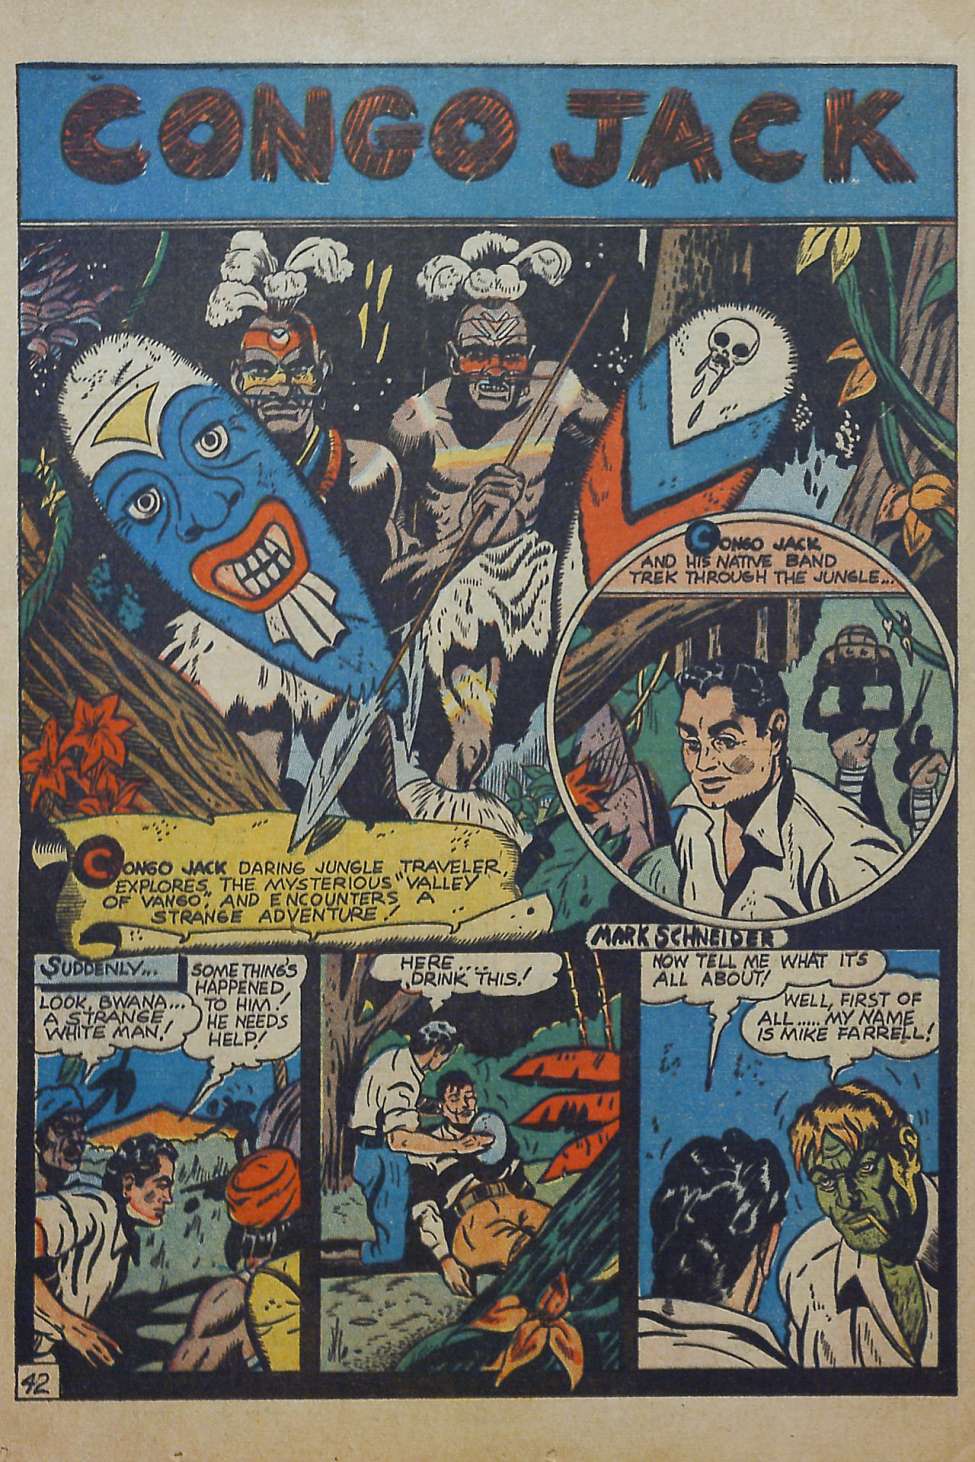 CONGO JACK
CONGO JACK
AND HIS NATIVE BAND
TREK THROUGH THE JUNGLE...
CONGO JACK DARING JUNGLE TRAVELER,
EXPLORES THE MYSTERIOUS "VALLEY
OF VANGO", AND ENCOUNTERS A
STRANGE ADVENTURE!
MARK SCHNEIDER
SUDDENLY...
LOOK, BWANA...
A STRANGE
WHITE MAN!
SOMETHING'S
HAPPENED
TO HIM!
HE NEEDS
HELP!
HERE....
DRINK THIS!
NOW TELL ME WHAT IT'S
ALL ABOUT!
WELL, FIRST OF
ALL..... MY NAME
IS MIKE FARRELL!
42